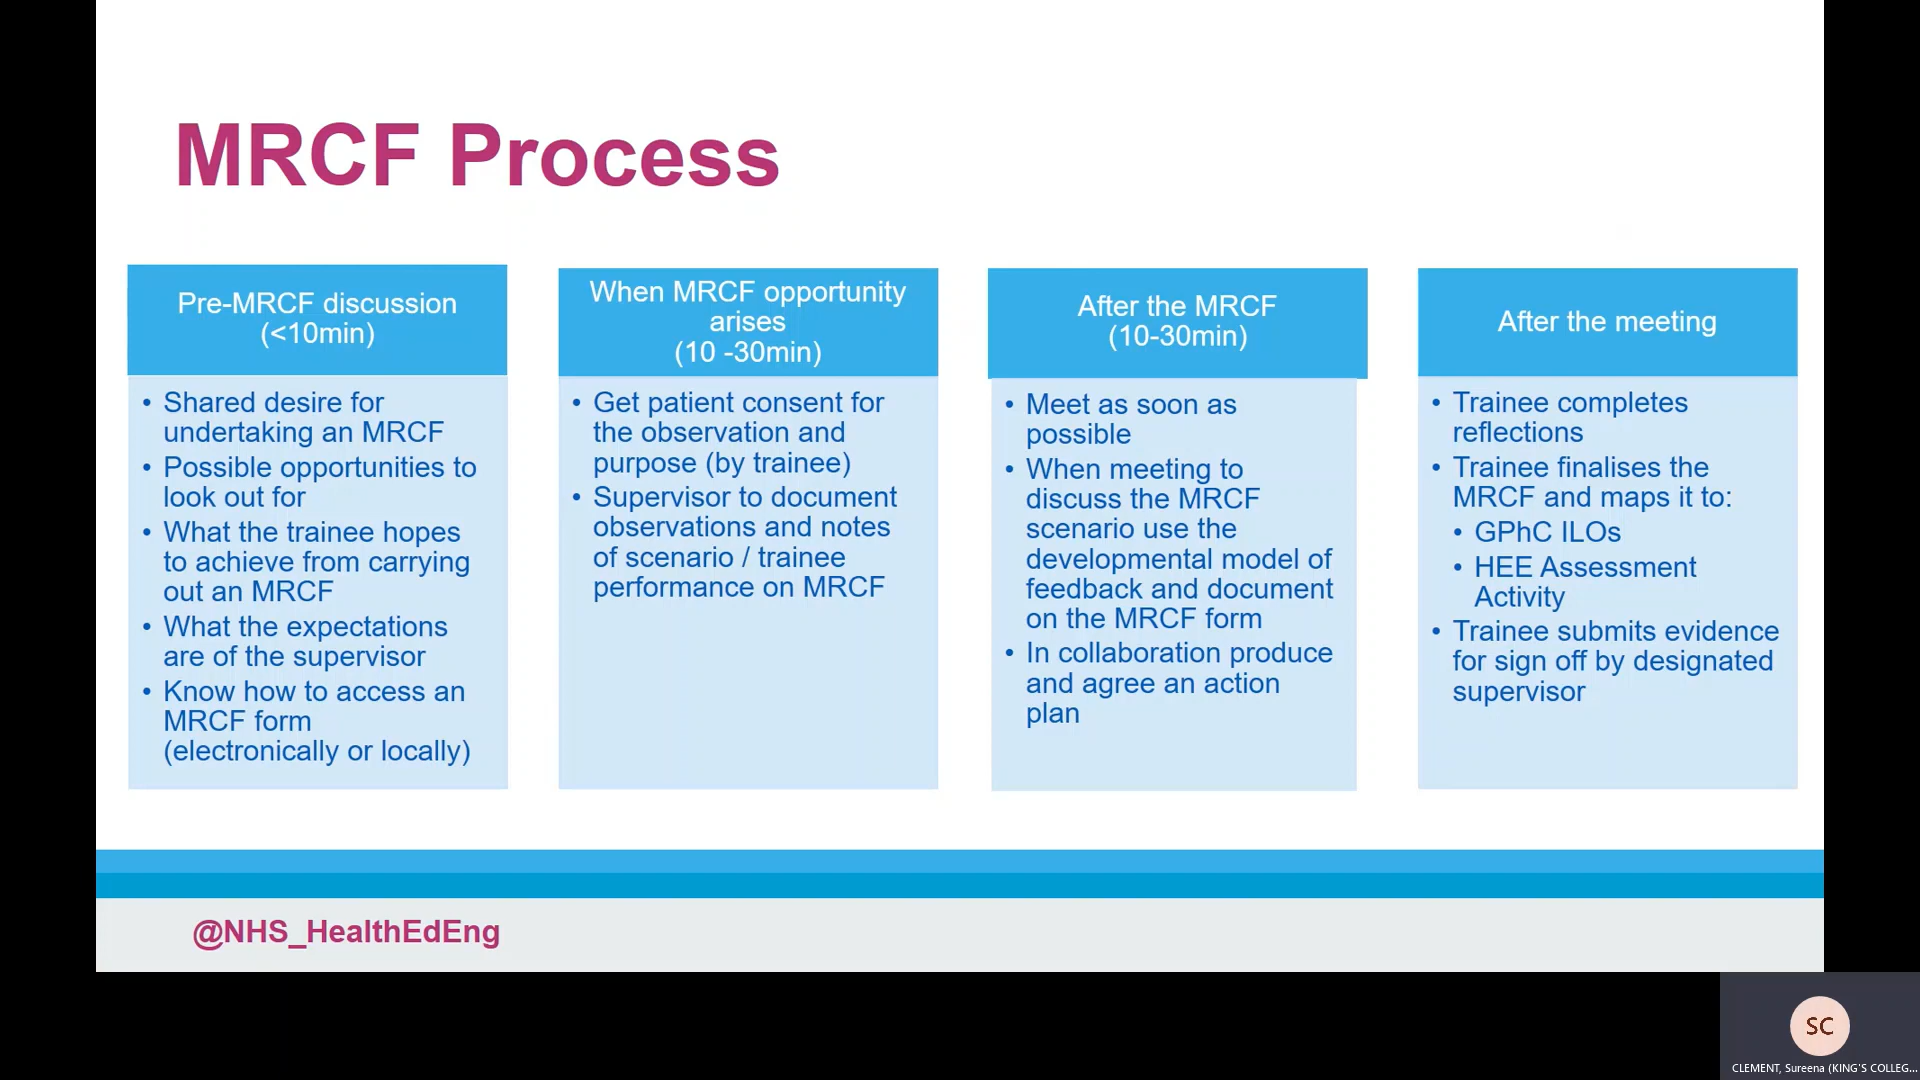 MRCF Process
Pre-MRCF discussion
(<10min)
• Shared desire for
undertaking an MRCF
• Possible opportunities to
look out for
• What the trainee hopes
to achieve from carrying
out an MRCF
• What the expectations
are of the supervisor
• Know how to access an
MRCF form
(electronically or locally)
When MRCF opportunity
arises
(10 -30min)
• Get patient consent for
the observation and
purpose (by trainee)
• Supervisor to document
observations and notes
of scenario / trainee
performance on MRCF
After the MRCF
(10-30min)
• Meet as soon as
possible
• When meeting to
discuss the MRCF
scenario use the
developmental model of
feedback and document
on the MRCF form
• In collaboration produce
and agree an action
plan
After the meeting
• Trainee completes
reflections
• Trainee finalises the
MRCF and maps it to:
• GPhC ILOs
• HEE Assessment
Activity
• Trainee submits evidence
for sign off by designated
supervisor
@NHS_HealthEdEng
SC
CLEMENT, Sureena (KING'S COLLEG...